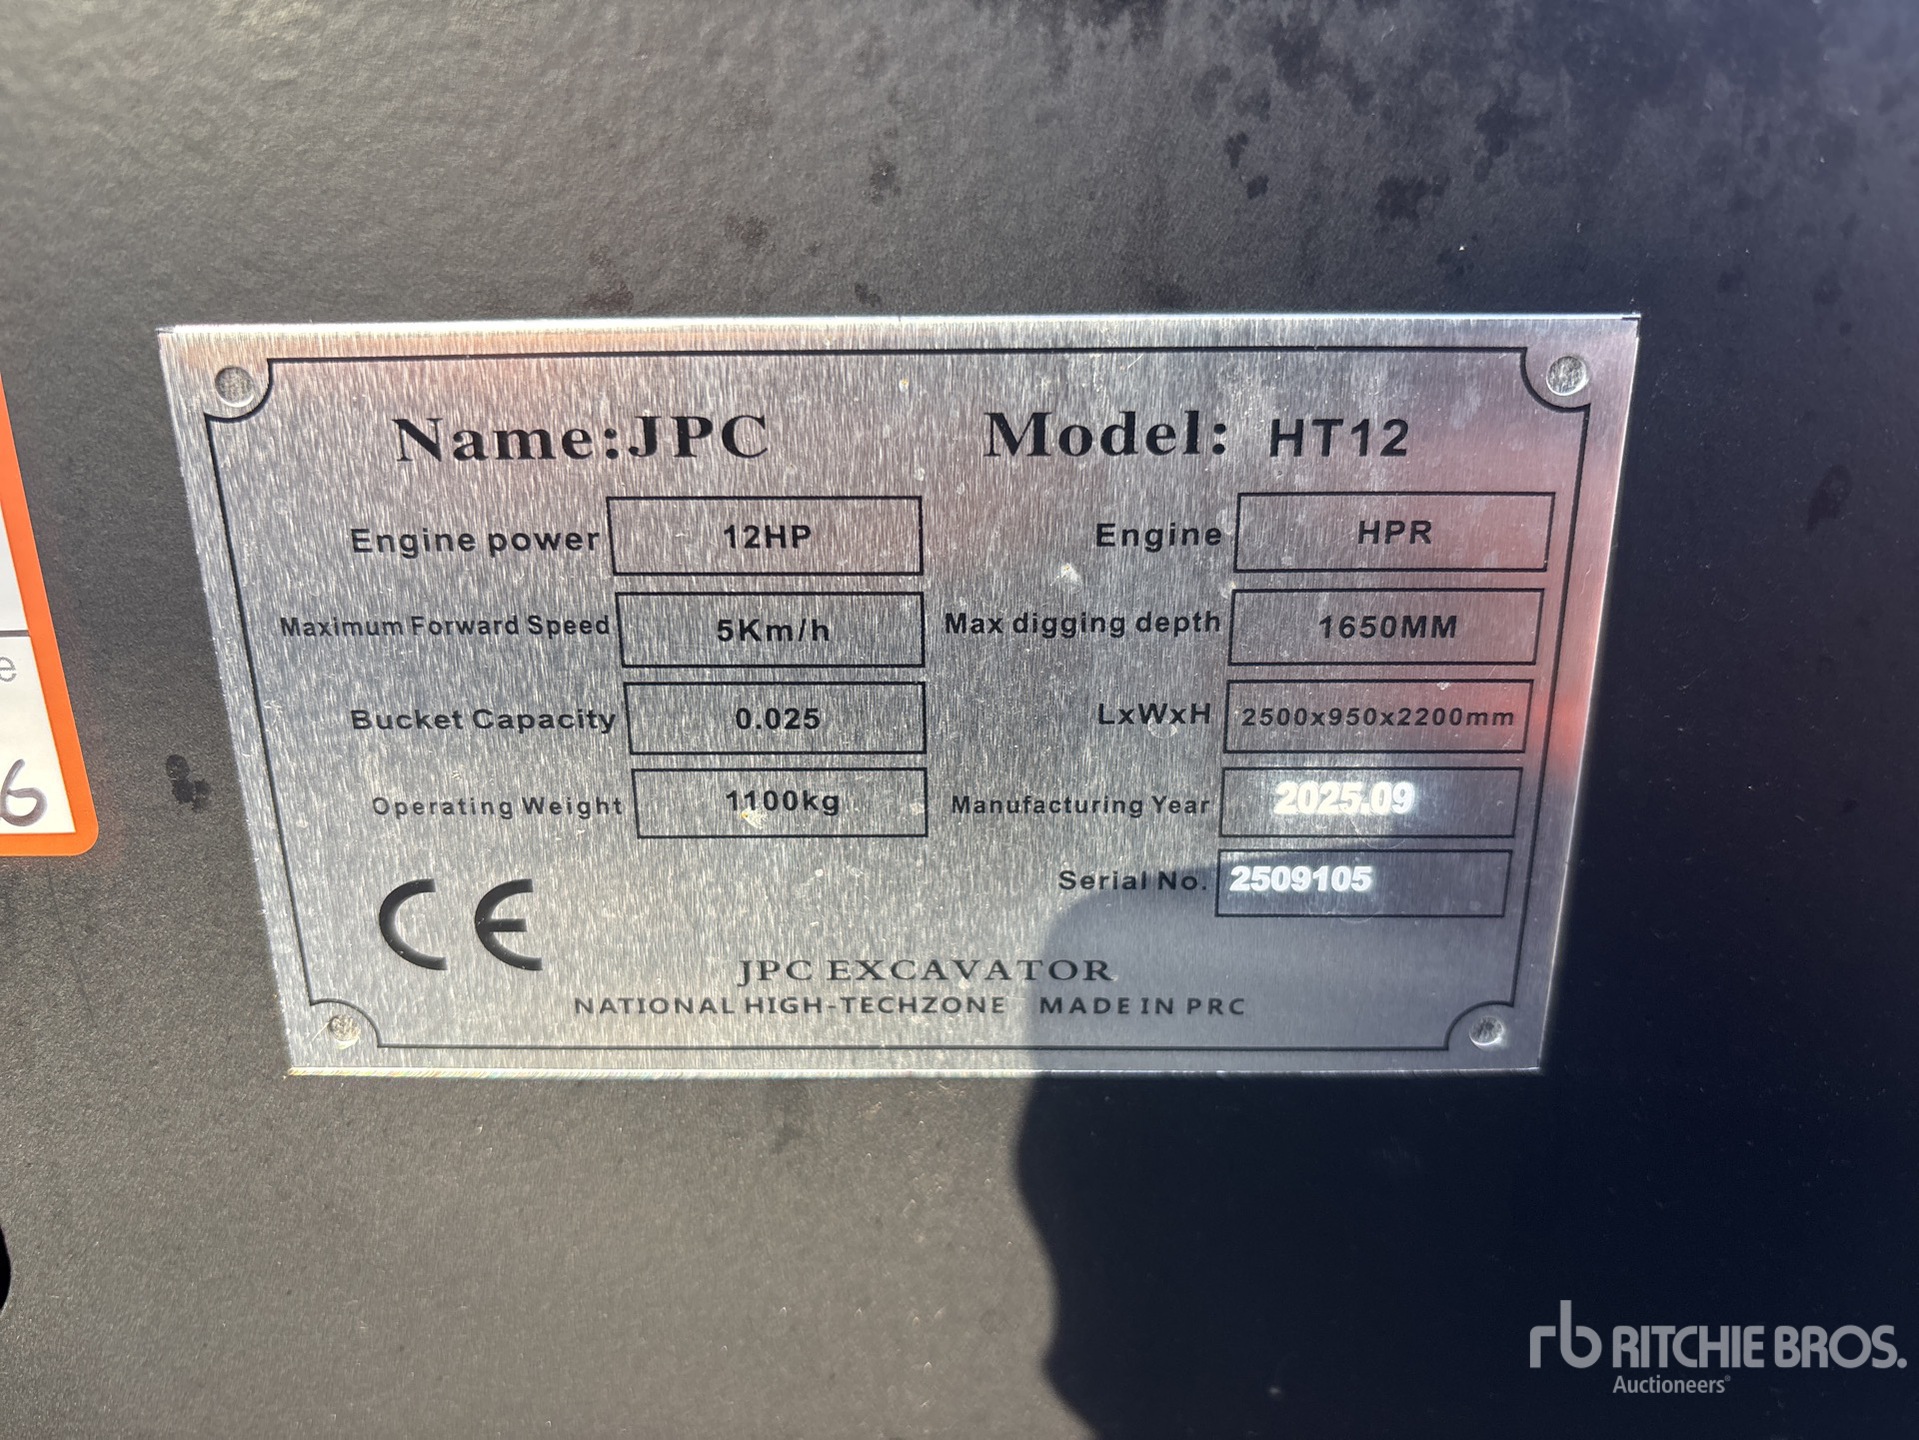 Name:JPC Model: HT12
Engine power 12HP Engine HPR
Maximum Forward Speed 5Km/h Max digging depth 1650MM
Bucket Capacity 0.025 LxWxH 2500x950x2200mm
Operating Weight 1100kg Manufacturing Year 2025.09
Serial No. 2509105
CE
JPC EXCAVATOR
NATIONAL HIGH-TECHZONE MADE IN PRC
e
6
rb RITCHIE BROS.
Auctioneers®